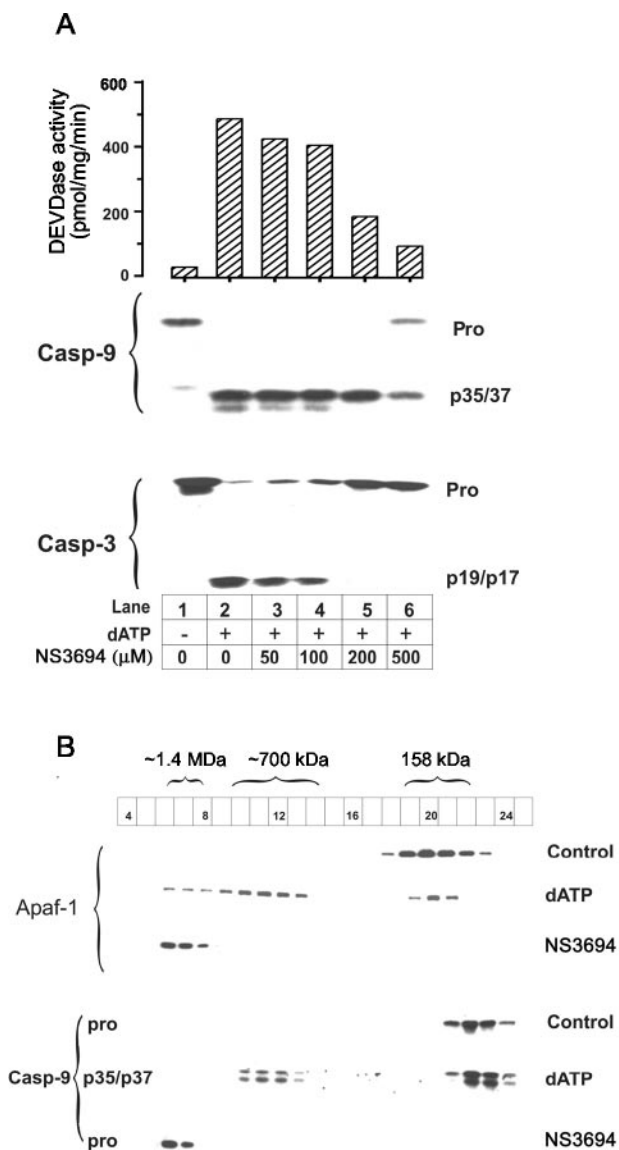 A
600
400
200
0
DEVDase activity
(pmol/mg/min)
Casp-9
Pro
p35/37
Casp-3
Pro
p19/p17
Lane 1 2 3 4 5 6
dATP - + + + + +
NS3694 (μM) 0 0 50 100 200 500
B
~1.4 MDa ~700 kDa 158 kDa
4 8 12 16 20 24
Apaf-1
Control
dATP
NS3694
Casp-9
pro Control
p35/p37 dATP
pro NS3694